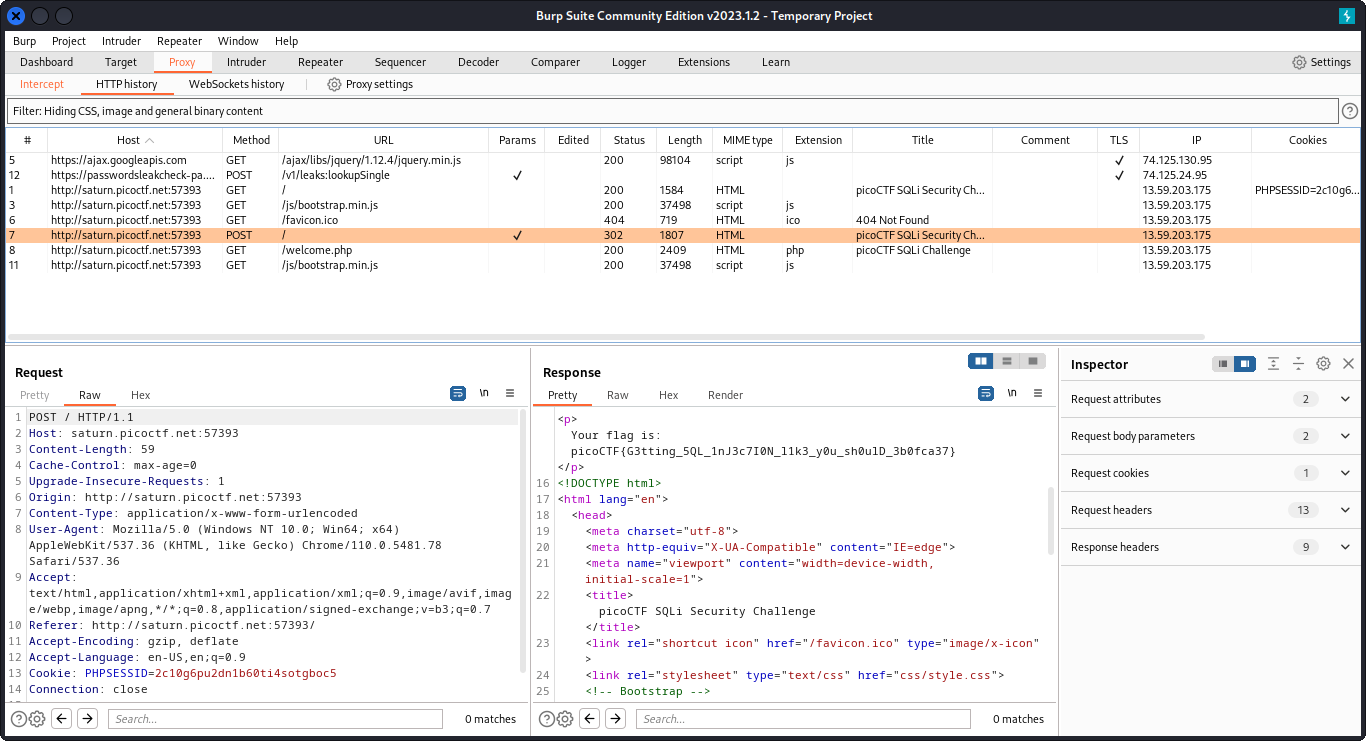 Burp Suite Community Edition v2023.1.2 - Temporary Project
Burp Project Intruder Repeater Window Help
Dashboard Target Proxy Intruder Repeater Sequencer Decoder Comparer Logger Extensions Learn Settings
Intercept HTTP history WebSockets history Proxy settings
Filter: Hiding CSS, image and general binary content
# Host Method URL Params Edited Status Length MIME type Extension Title Comment TLS IP Cookies
5 https://ajax.googleapis.com GET /ajax/libs/jquery/1.12.4/jquery.min.js 200 98104 script js ✓ 74.125.130.95
12 https://passwordsleakcheck-pa.... POST /v1/leaks:lookupSingle ✓ ✓ 74.125.24.95
1 http://saturn.picoctf.net:57393 GET / 200 1584 HTML picoCTF SQLi Security Ch... 13.59.203.175 PHPSESSID=2c10g6...
3 http://saturn.picoctf.net:57393 GET /js/bootstrap.min.js 200 37498 script js 13.59.203.175
6 http://saturn.picoctf.net:57393 GET /favicon.ico 404 719 HTML ico 404 Not Found 13.59.203.175
7 http://saturn.picoctf.net:57393 POST / ✓ 302 1807 HTML picoCTF SQLi Security Ch... 13.59.203.175
8 http://saturn.picoctf.net:57393 GET /welcome.php 200 2409 HTML php picoCTF SQLi Challenge 13.59.203.175
11 http://saturn.picoctf.net:57393 GET /js/bootstrap.min.js 200 37498 script js 13.59.203.175
Request
Pretty Raw Hex \n
1 POST / HTTP/1.1
2 Host: saturn.picoctf.net:57393
3 Content-Length: 59
4 Cache-Control: max-age=0
5 Upgrade-Insecure-Requests: 1
6 Origin: http://saturn.picoctf.net:57393
7 Content-Type: application/x-www-form-urlencoded
8 User-Agent: Mozilla/5.0 (Windows NT 10.0; Win64; x64)
AppleWebKit/537.36 (KHTML, like Gecko) Chrome/110.0.5481.78
Safari/537.36
9 Accept:
text/html,application/xhtml+xml,application/xml;q=0.9,image/avif,imag
e/webp,image/apng,*/*;q=0.8,application/signed-exchange;v=b3;q=0.7
10 Referer: http://saturn.picoctf.net:57393/
11 Accept-Encoding: gzip, deflate
12 Accept-Language: en-US,en;q=0.9
13 Cookie: PHPSESSID=2c10g6pu2dn1b60ti4sotgboc5
14 Connection: close
Search... 0 matches
Response
Pretty Raw Hex Render \n
<p>
Your flag is:
picoCTF{G3tting_5QL_1nJ3c7I0N_l1k3_y0u_sh0ulD_3b0fca37}
</p>
16 <!DOCTYPE html>
17 <html lang="en">
18 <head>
19 <meta charset="utf-8">
20 <meta http-equiv="X-UA-Compatible" content="IE=edge">
21 <meta name="viewport" content="width=device-width,
initial-scale=1">
22 <title>
picoCTF SQLi Security Challenge
</title>
23 <link rel="shortcut icon" href="/favicon.ico" type="image/x-icon"
>
24 <link rel="stylesheet" type="text/css" href="css/style.css">
25 <!-- Bootstrap -->
Search... 0 matches
Inspector
Request attributes 2
Request body parameters 2
Request cookies 1
Request headers 13
Response headers 9